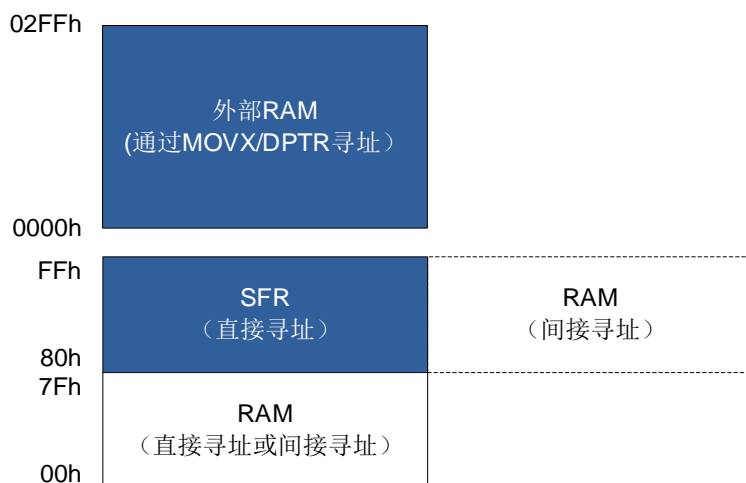 02FFh
外部RAM
(通过MOVX/DPTR寻址）
0000h
FFh
SFR
（直接寻址）
RAM
（间接寻址）
80h
7Fh
RAM
（直接寻址或间接寻址）
00h